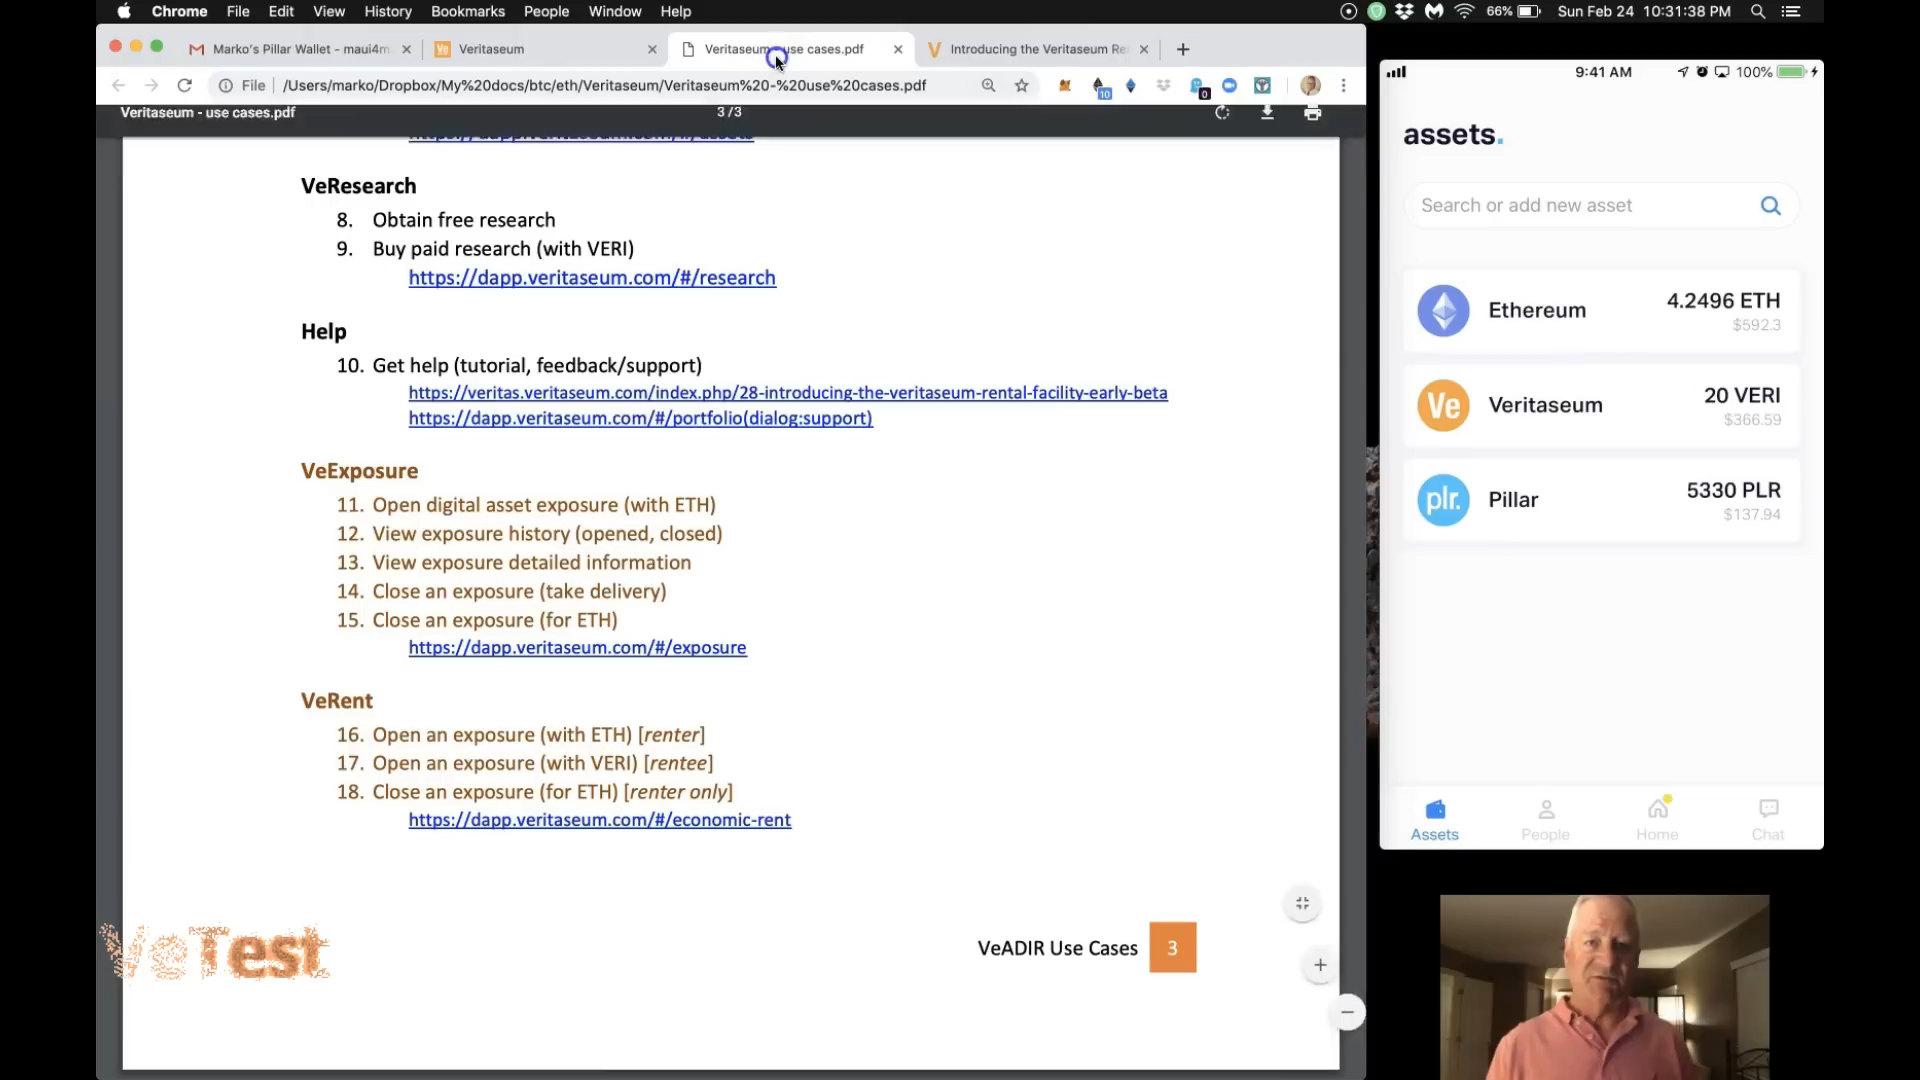 Chrome File Edit View History Bookmarks People Window Help
66% Sun Feb 24 10:31:38 PM
Marko's Pillar Wallet - maui4m
Veritaseum
Veritaseum - use cases.pdf
Introducing the Veritaseum Re
File /Users/marko/Dropbox/My%20docs/btc/eth/Veritaseum/Veritaseum%20-%20use%20cases.pdf
10
0
Veritaseum - use cases.pdf
3 / 3
VeResearch
8. Obtain free research
9. Buy paid research (with VERI)
https://dapp.veritaseum.com/#/research
Help
10. Get help (tutorial, feedback/support)
https://veritas.veritaseum.com/index.php/28-introducing-the-veritaseum-rental-facility-early-beta
https://dapp.veritaseum.com/#/portfolio(dialog:support)
VeExposure
11. Open digital asset exposure (with ETH)
12. View exposure history (opened, closed)
13. View exposure detailed information
14. Close an exposure (take delivery)
15. Close an exposure (for ETH)
https://dapp.veritaseum.com/#/exposure
VeRent
16. Open an exposure (with ETH) [renter]
17. Open an exposure (with VERI) [rentee]
18. Close an exposure (for ETH) [renter only]
https://dapp.veritaseum.com/#/economic-rent
VeADIR Use Cases 3
VeTest
9:41 AM 100%
assets.
Search or add new asset
Ethereum 4.2496 ETH
$592.3
Ve Veritaseum 20 VERI
$366.59
plr. Pillar 5330 PLR
$137.94
Assets People Home Chat